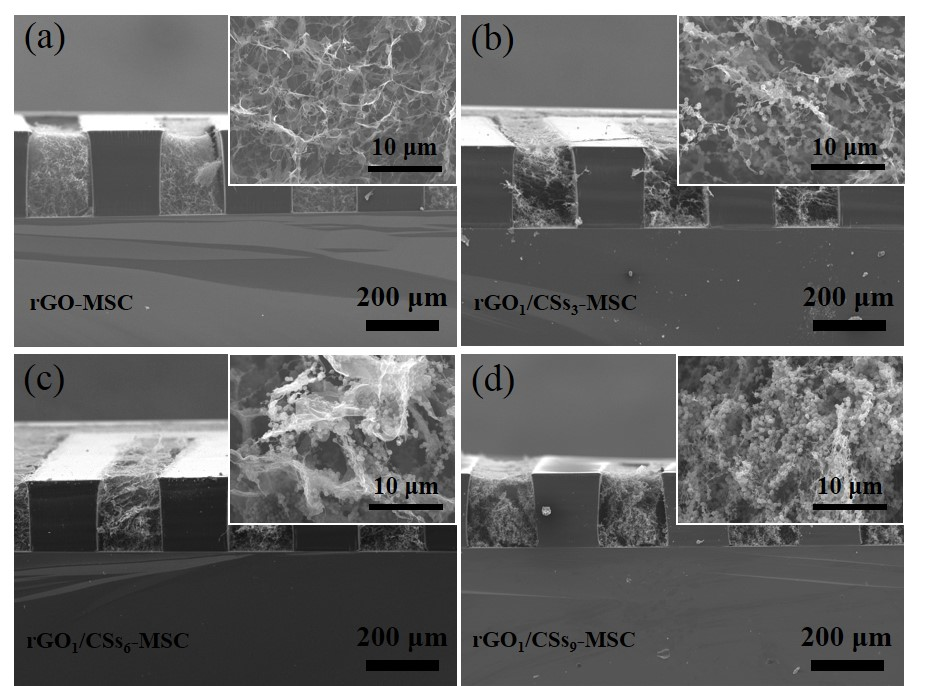 (a)
10 μm
rGO-MSC
200 μm
(b)
10 μm
rGO₁/CSs₃-MSC
200 μm
(c)
10 μm
rGO₁/CSs₆-MSC
200 μm
(d)
10 μm
rGO₁/CSs₉-MSC
200 μm